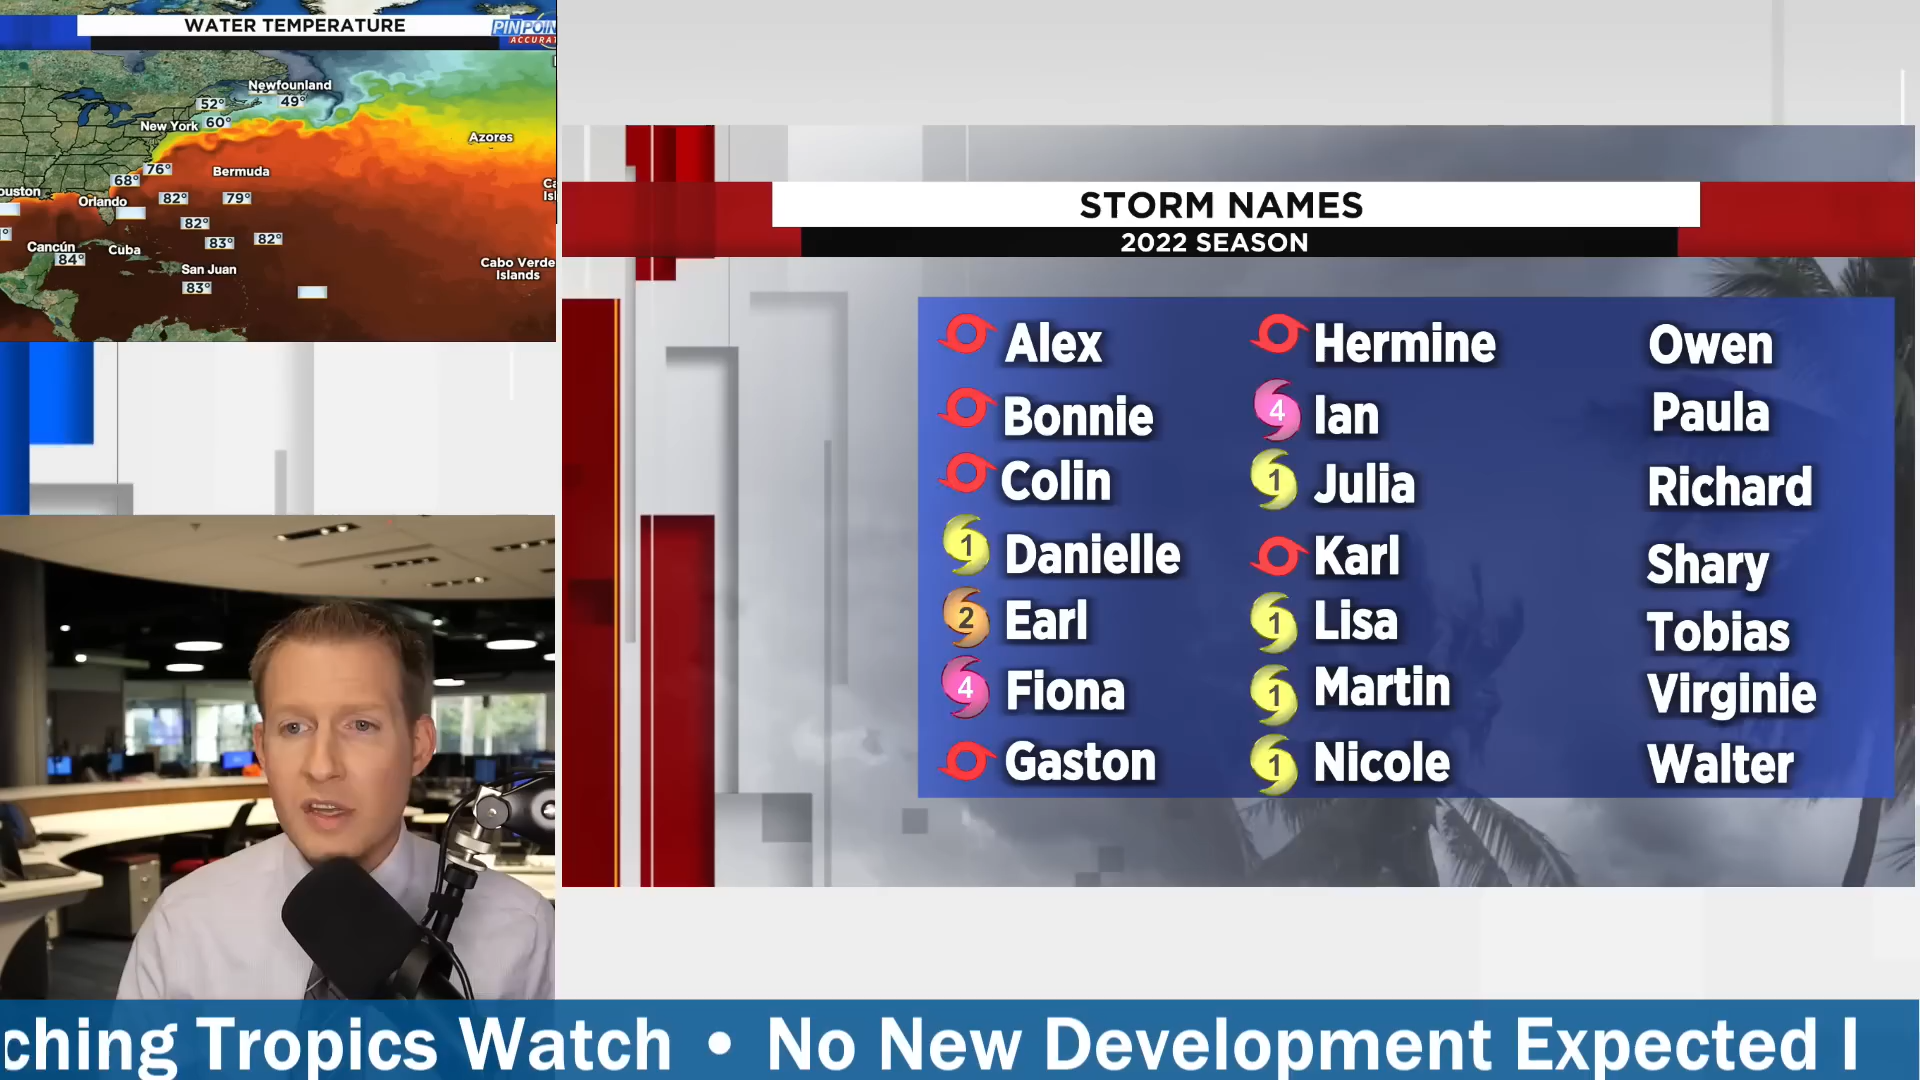 WATER TEMPERATURE
PINPOIN
ACCURAT
Newfounland
52°
49°
New York
60°
Azores
76°
Bermuda
68°
ouston
Orlando
82°
79°
82°
Cancún
Cuba
83°
82°
84°
San Juan
Cabo Verde
Islands
83°
STORM NAMES
2022 SEASON
Alex
Bonnie
Colin
1 Danielle
2 Earl
4 Fiona
Gaston
Hermine
4 Ian
1 Julia
Karl
1 Lisa
1 Martin
1 Nicole
Owen
Paula
Richard
Shary
Tobias
Virginie
Walter
ching Tropics Watch • No New Development Expected I